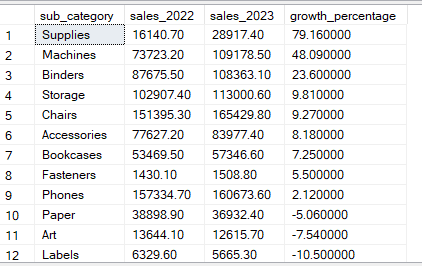 sub_category sales_2022 sales_2023 growth_percentage
1 Supplies 16140.70 28917.40 79.160000
2 Machines 73723.20 109178.50 48.090000
3 Binders 87675.50 108363.10 23.600000
4 Storage 102907.40 113000.60 9.810000
5 Chairs 151395.30 165429.80 9.270000
6 Accessories 77627.20 83977.40 8.180000
7 Bookcases 53469.50 57346.60 7.250000
8 Fasteners 1430.10 1508.80 5.500000
9 Phones 157334.70 160673.60 2.120000
10 Paper 38898.90 36932.40 -5.060000
11 Art 13644.10 12615.70 -7.540000
12 Labels 6329.60 5665.30 -10.500000